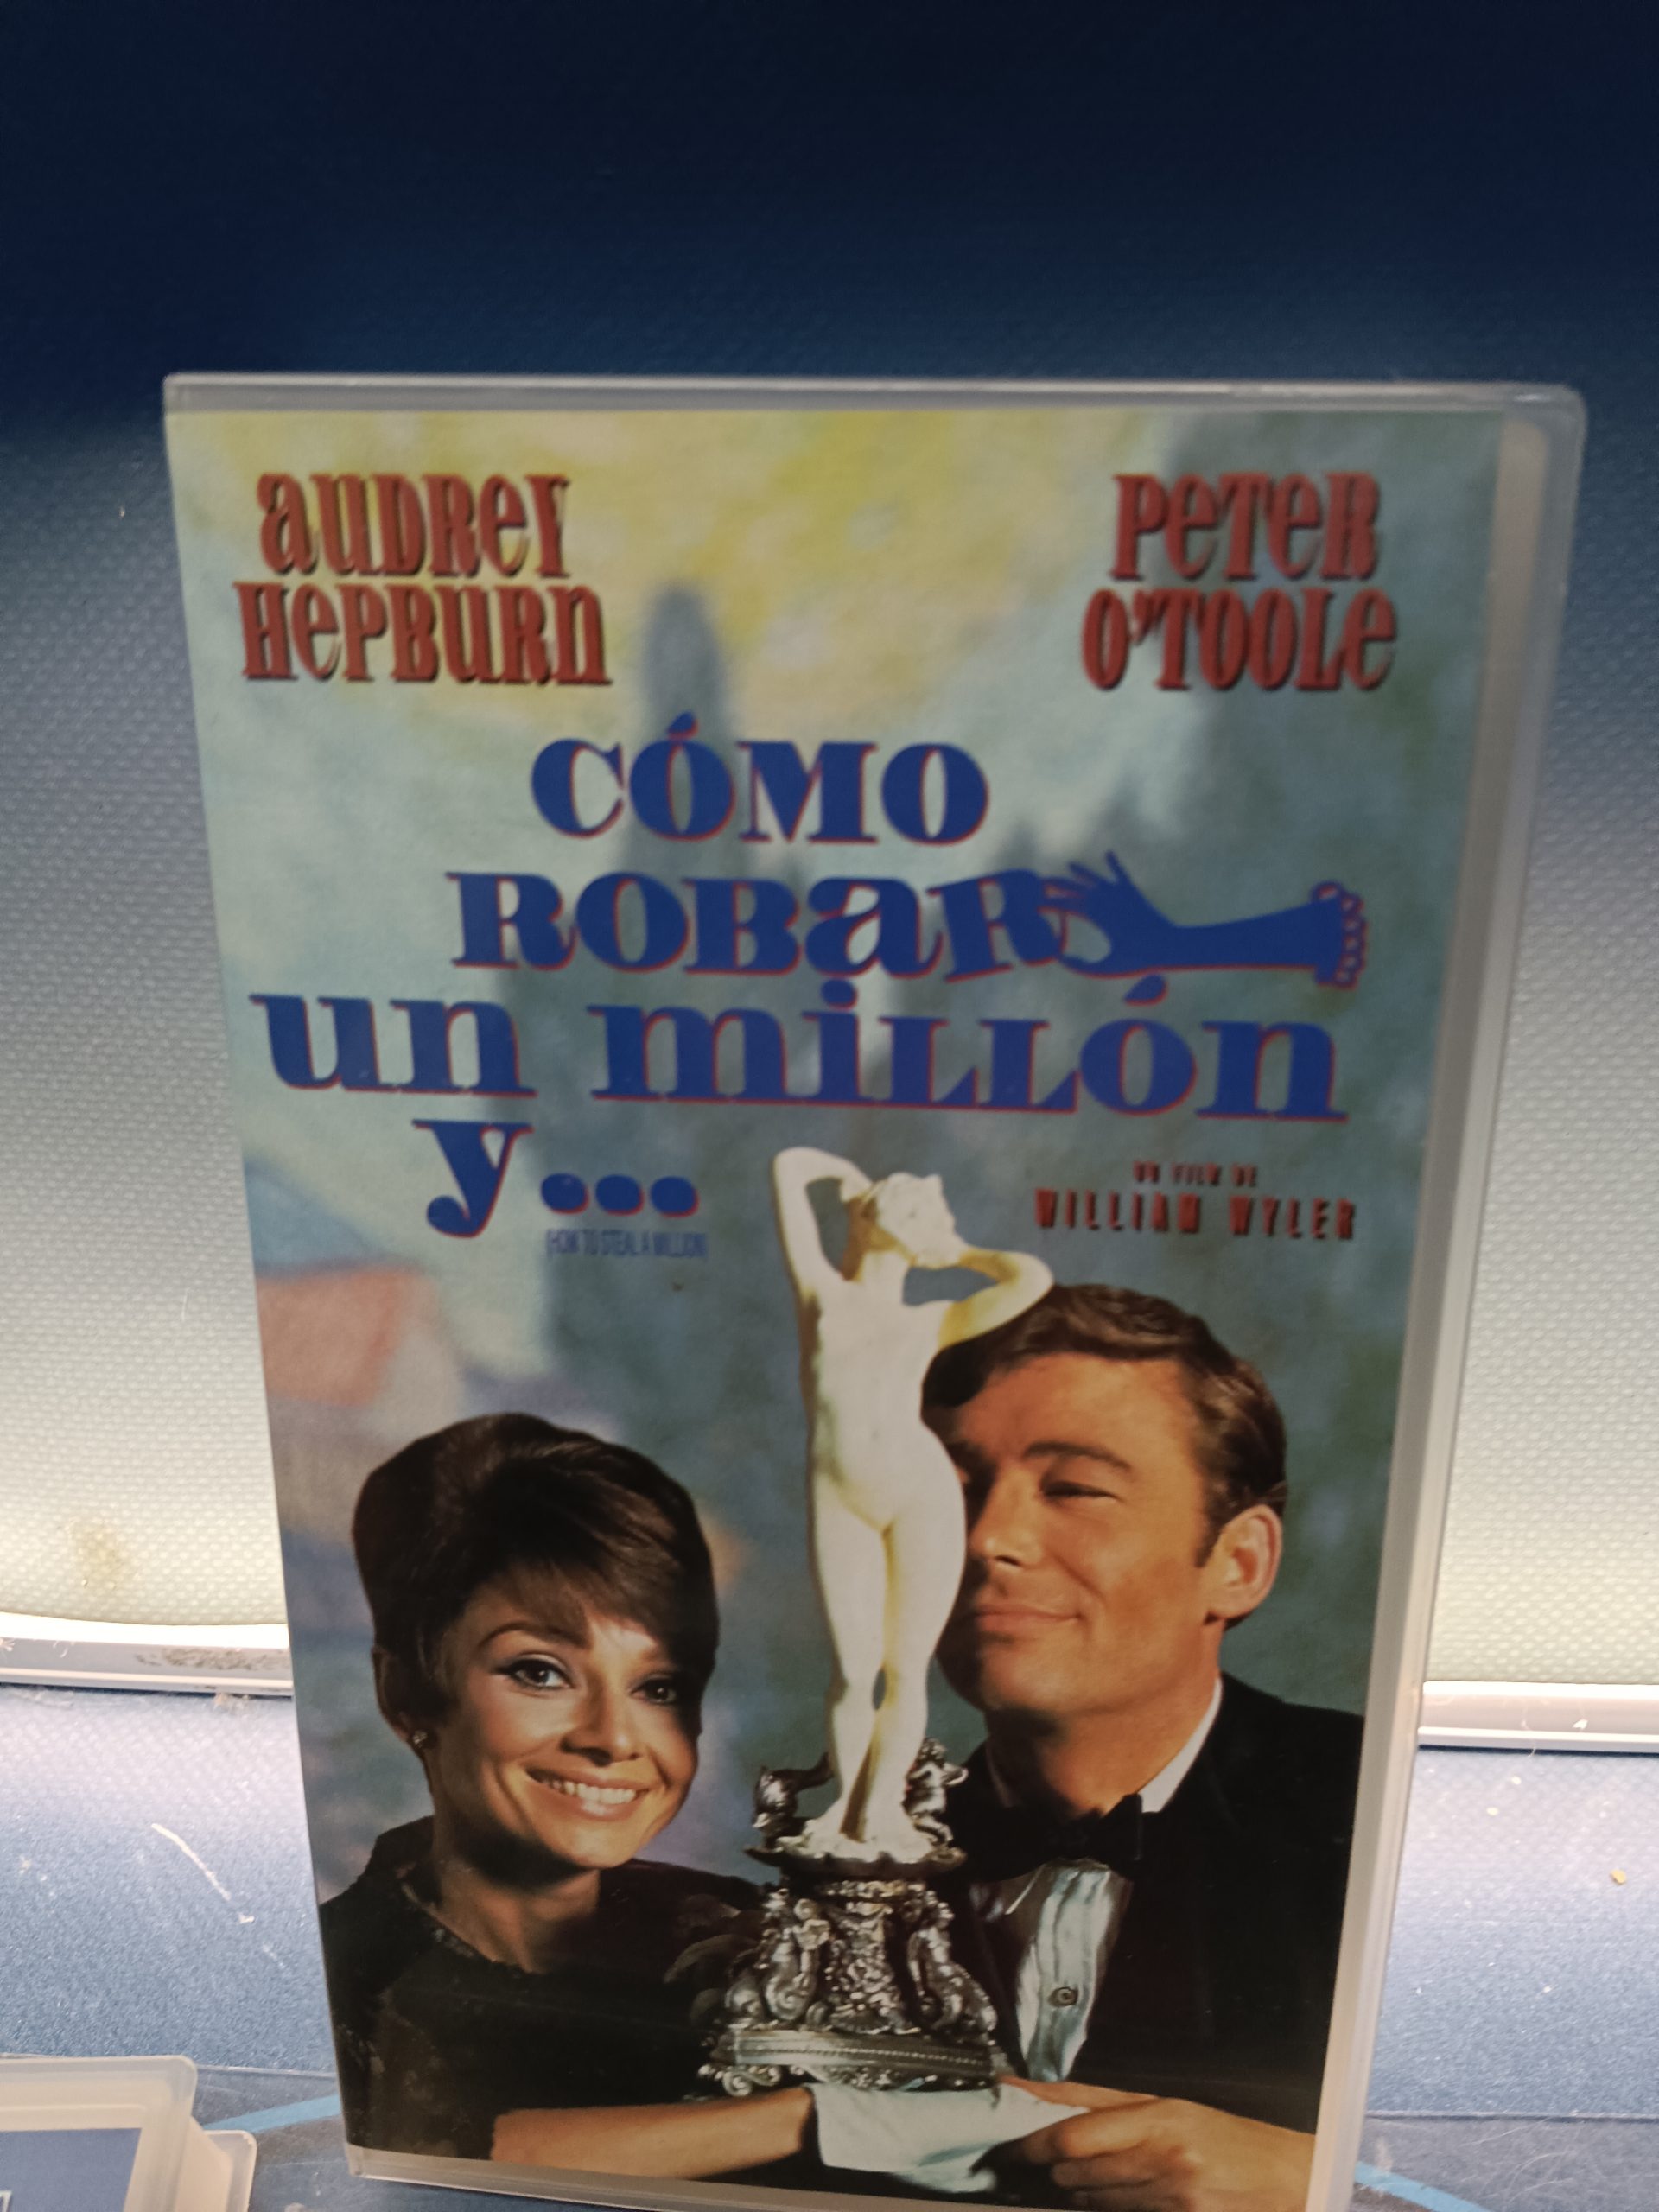 AUDREY
HEPBURN
PETER
O'TOOLE
CÓMO
ROBAR
un millón
y...
(HOW TO STEAL A MILLION)
UN FILM DE
WILLIAM WYLER